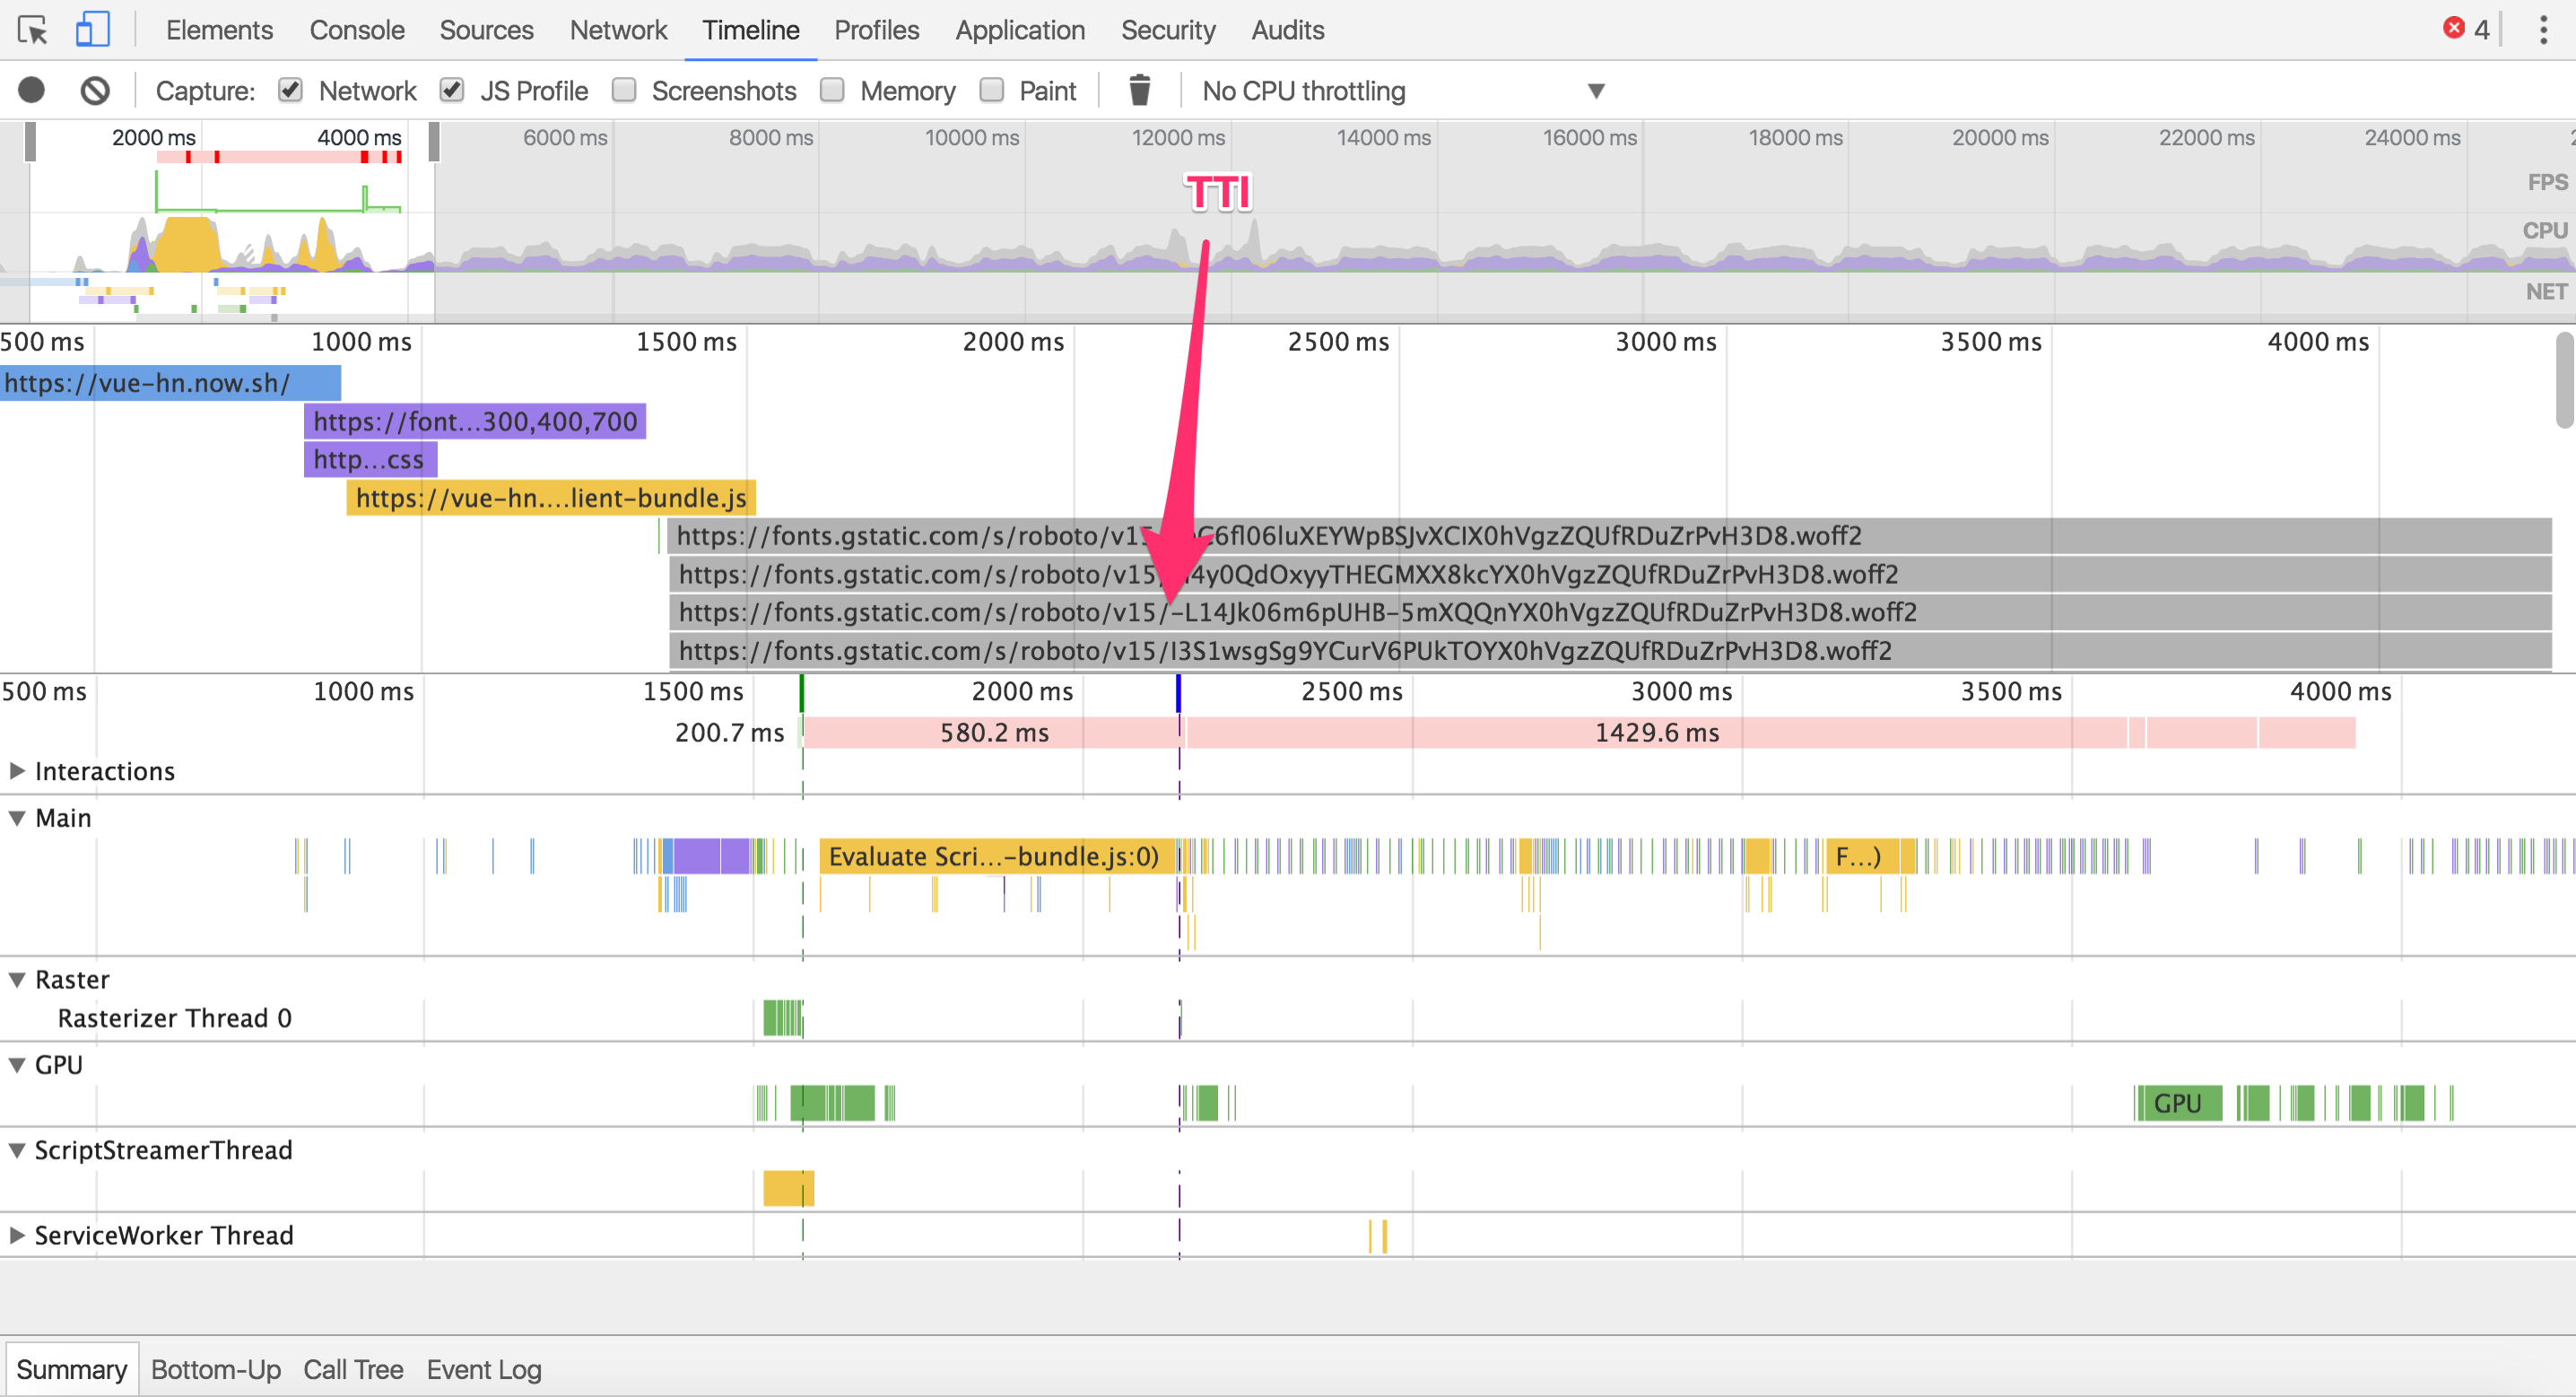 Elements Console Sources Network Timeline Profiles Application Security Audits 4
Capture: Network JS Profile Screenshots Memory Paint No CPU throttling
2000 ms 4000 ms 6000 ms 8000 ms 10000 ms 12000 ms 14000 ms 16000 ms 18000 ms 20000 ms 22000 ms 24000 ms
FPS
TTI
CPU
NET
500 ms 1000 ms 1500 ms 2000 ms 2500 ms 3000 ms 3500 ms 4000 ms
https://vue-hn.now.sh/
https://font...300,400,700
http...css
https://vue-hn....lient-bundle.js
https://fonts.gstatic.com/s/roboto/v15
https://fonts.gstatic.com/s/roboto/v15/
https://fonts.gstatic.com/s/roboto/v15/-L14Jk06m6pUHB-5mXQQnYX0hVgzZQUfRDuZrPvH3D8.woff2
https://fonts.gstatic.com/s/roboto/v15/I3S1wsgSg9YCurV6PUkTOYX0hVgzZQUfRDuZrPvH3D8.woff2
500 ms 1000 ms 1500 ms 2000 ms 2500 ms 3000 ms 3500 ms 4000 ms
200.7 ms 580.2 ms 1429.6 ms
Interactions
Main
Evaluate Scri...-bundle.js:0) F...)
Raster
Rasterizer Thread 0
GPU
GPU
ScriptStreamerThread
ServiceWorker Thread
Summary Bottom-Up Call Tree Event Log